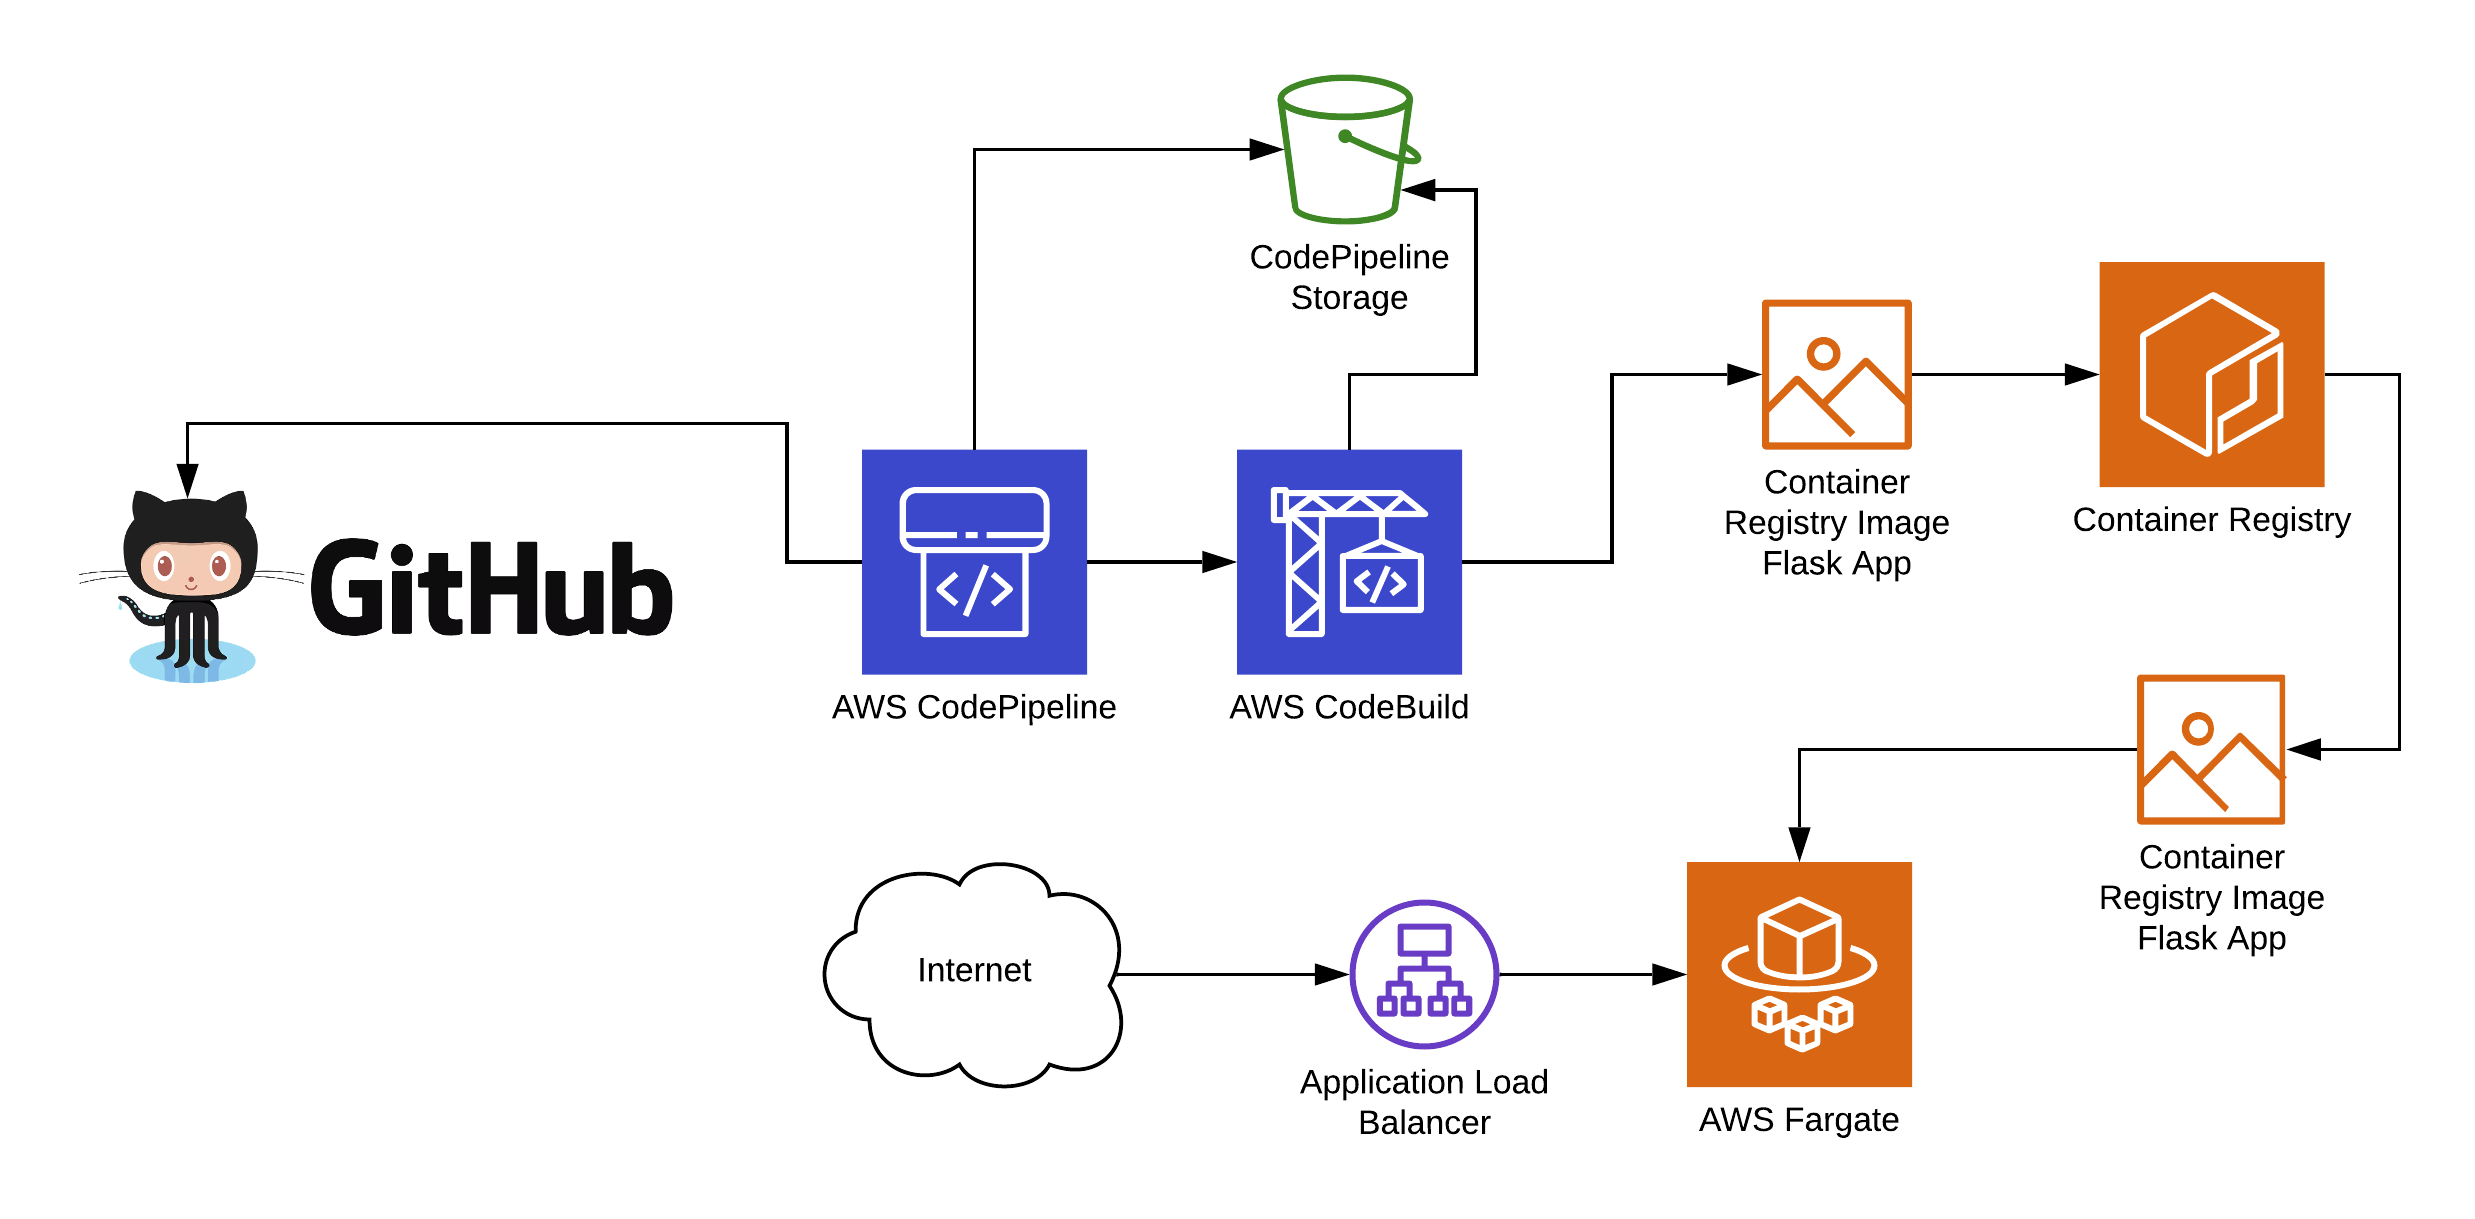 CodePipeline
Storage
GitHub
AWS CodePipeline
AWS CodeBuild
Container
Registry Image
Flask App
Container Registry
Container
Registry Image
Flask App
Internet
Application Load
Balancer
AWS Fargate